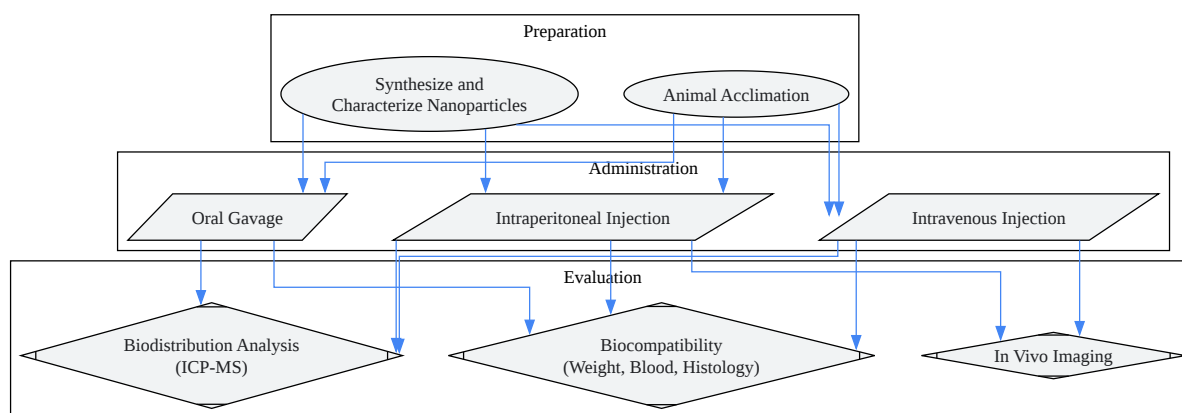 Preparation
Synthesize and
Characterize Nanoparticles
Animal Acclimation
Administration
Oral Gavage
Intraperitoneal Injection
Intravenous Injection
Evaluation
Biodistribution Analysis
(ICP-MS)
Biocompatibility
(Weight, Blood, Histology)
In Vivo Imaging